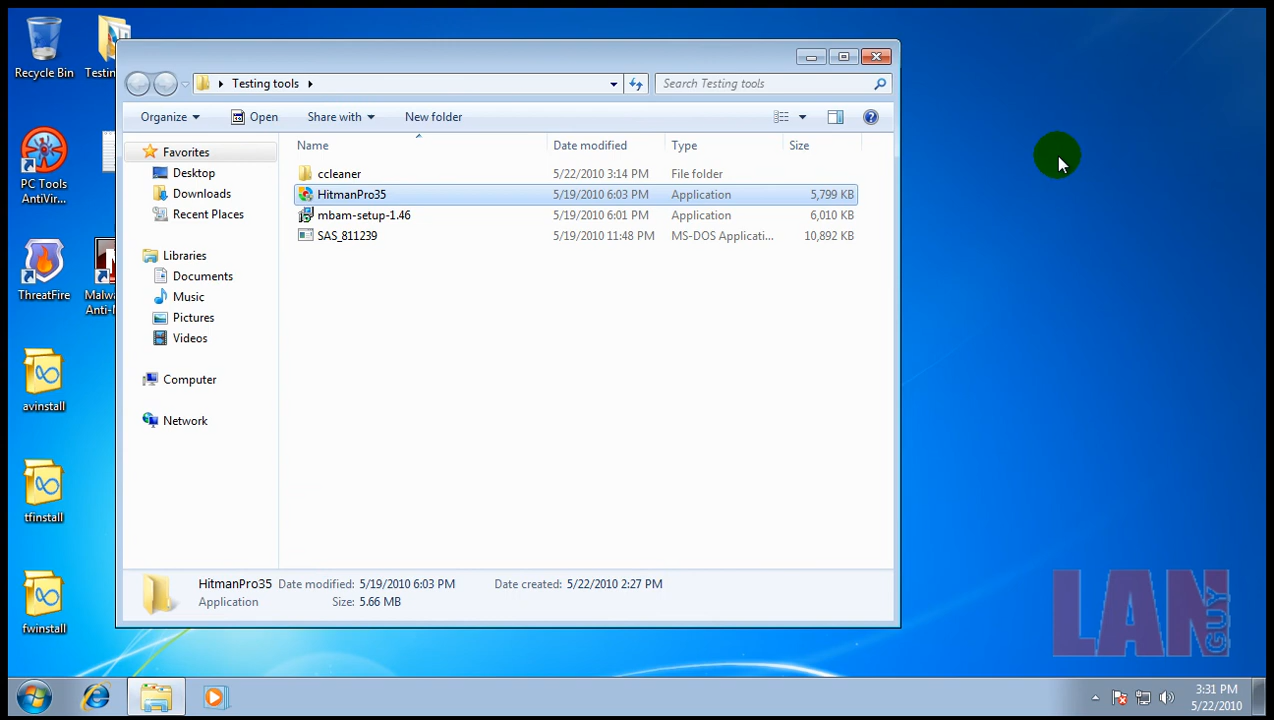 Recycle Bin
Testin
PC Tools
AntiVir...
ThreatFire
Malwa
Anti-M
avinstall
tfinstall
fwinstall
Testing tools
Search Testing tools
Organize
Open
Share with
New folder
Favorites
Desktop
Downloads
Recent Places
Libraries
Documents
Music
Pictures
Videos
Computer
Network
Name Date modified Type Size
ccleaner 5/22/2010 3:14 PM File folder
HitmanPro35 5/19/2010 6:03 PM Application 5,799 KB
mbam-setup-1.46 5/19/2010 6:01 PM Application 6,010 KB
SAS_811239 5/19/2010 11:48 PM MS-DOS Applicati... 10,892 KB
HitmanPro35 Date modified: 5/19/2010 6:03 PM Date created: 5/22/2010 2:27 PM
Application Size: 5.66 MB
LAN
GUY
3:31 PM
5/22/2010